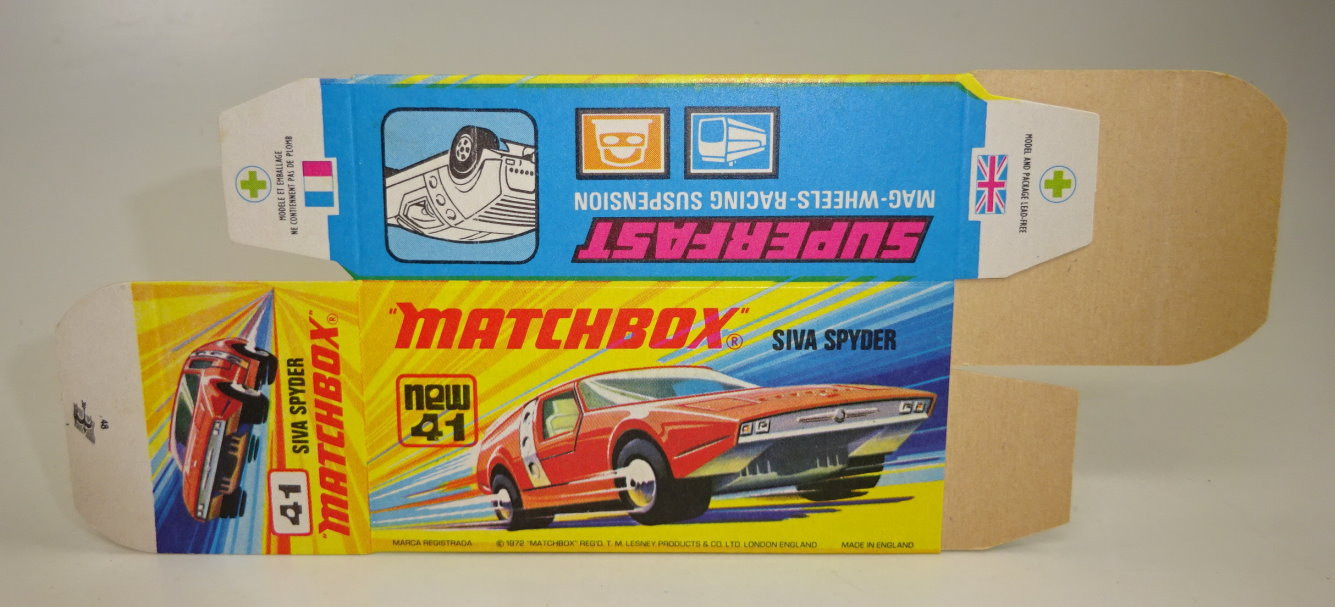 MODELE ET EMBALLAGE
NE CONTIENNENT PAS DE PLOMB
SUPERFAST
MAG-WHEELS-RACING SUSPENSION
MODEL AND PACKAGE LEAD-FREE
"MATCHBOX"®
SIVA SPYDER
41
"MATCHBOX"®
SIVA SPYDER
new
41
MARCA REGISTRADA © 1972 "MATCHBOX" REG'D. T. M. LESNEY PRODUCTS & CO. LTD. LONDON ENGLAND MADE IN ENGLAND